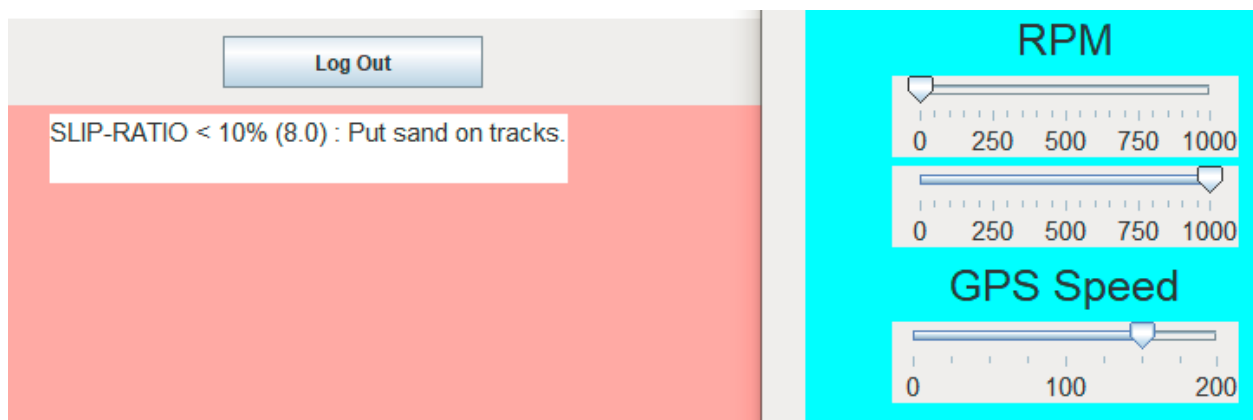 Log Out
SLIP-RATIO < 10% (8.0) : Put sand on tracks.
RPM
0 250 500 750 1000
0 250 500 750 1000
GPS Speed
0 100 200